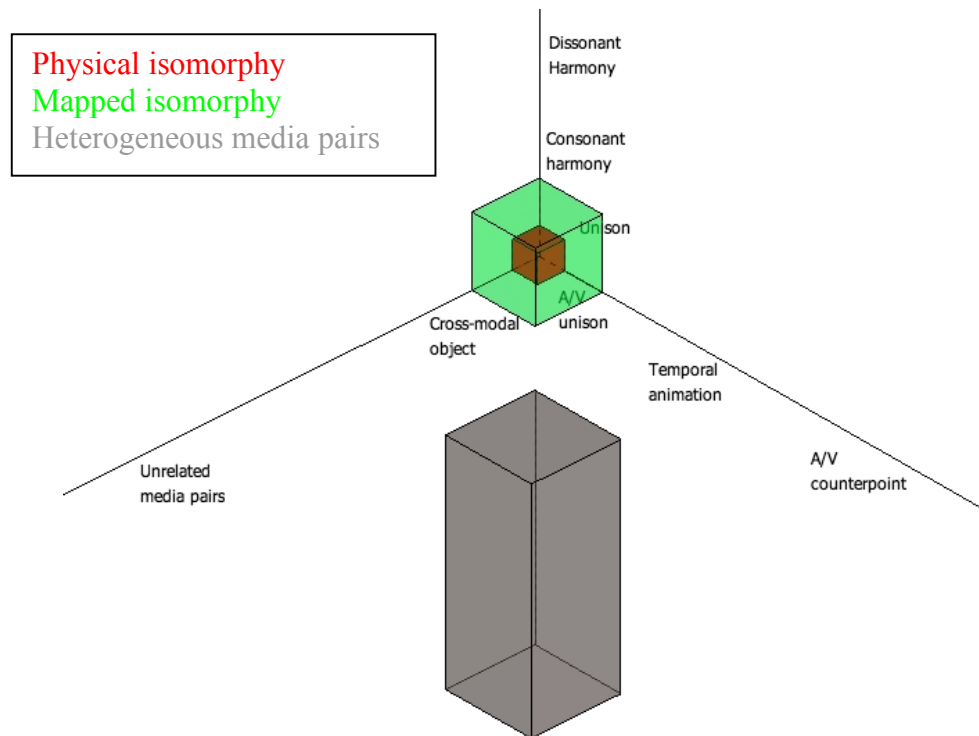 Physical isomorphy
Mapped isomorphy
Heterogeneous media pairs
Dissonant
Harmony
Consonant
harmony
Unison
A/V
unison
Cross-modal
object
Temporal
animation
Unrelated
media pairs
A/V
counterpoint